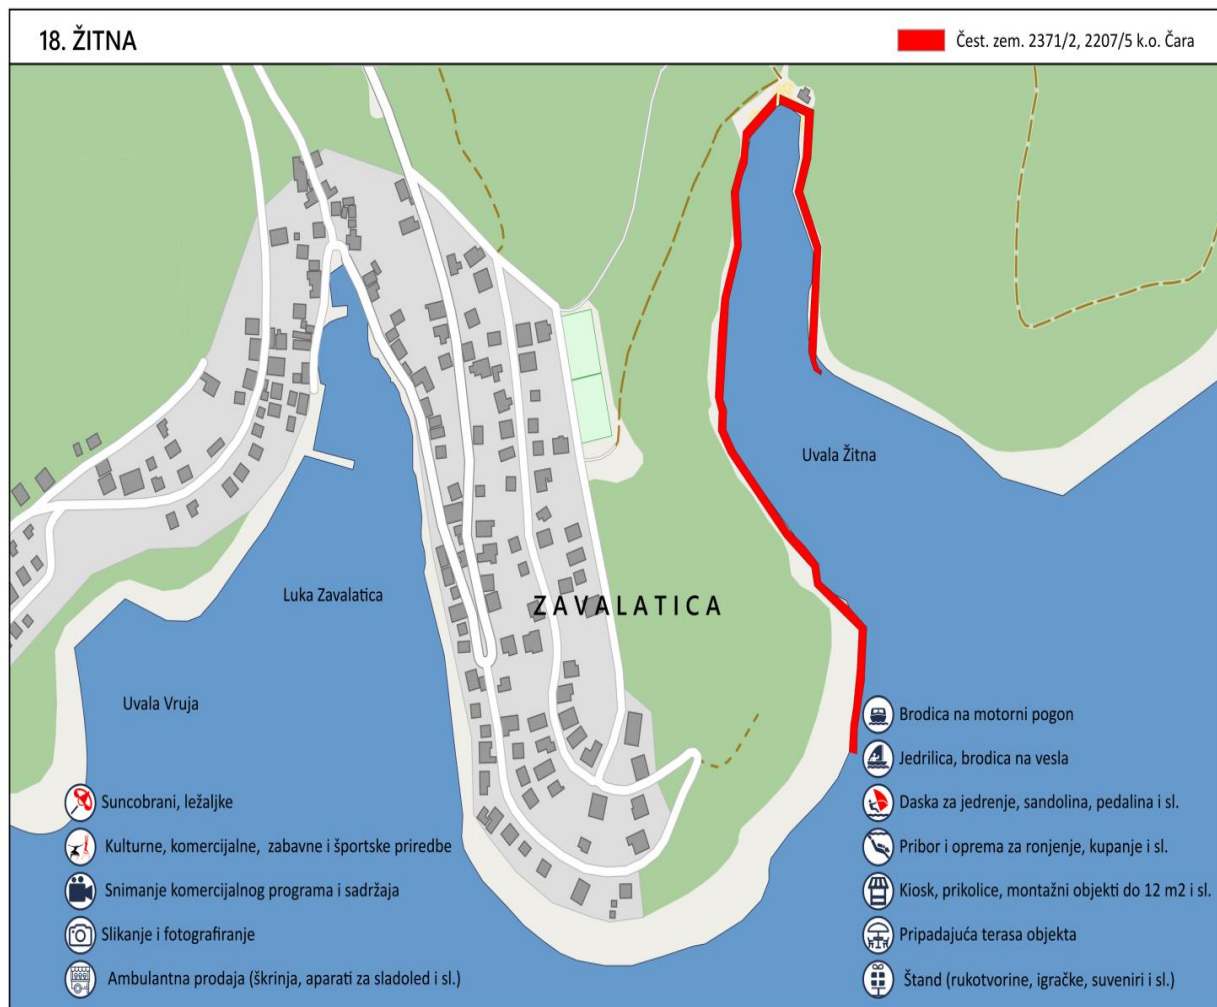 18. ŽITNA
Čest. zem. 2371/2, 2207/5 k.o. Čara
Uvala Žitna
Luka Zavalatica
ZAVALATICA
Uvala Vruja
Suncobrani, ležaljke
Kulturne, komercijalne, zabavne i športske priredbe
Snimanje komercijalnog programa i sadržaja
Slikanje i fotografiranje
Ambulantna prodaja (škrinja, aparati za sladoled i sl.)
Brodica na motorni pogon
Jedrilica, brodica na vesla
Daska za jedrenje, sandolina, pedalina i sl.
Pribor i oprema za ronjenje, kupanje i sl.
Kiosk, prikolice, montažni objekti do 12 m2 i sl.
Pripadajuća terasa objekta
Štand (rukotvorine, igračke, suveniri i sl.)